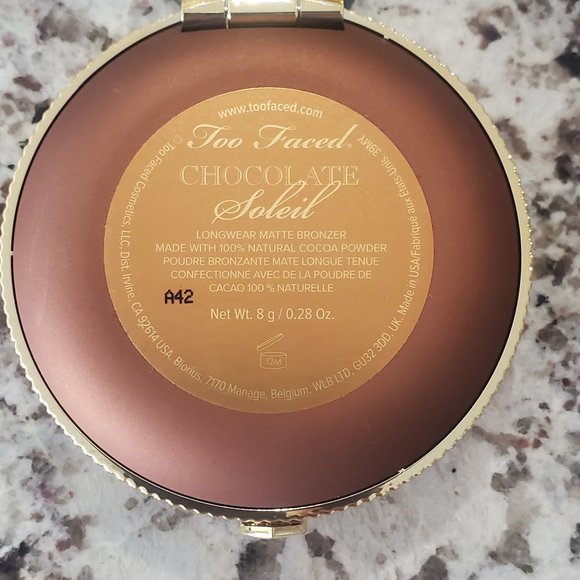 www.toofaced.com
Too Faced®
CHOCOLATE
Soleil
LONGWEAR MATTE BRONZER
MADE WITH 100% NATURAL COCOA POWDER
POUDRE BRONZANTE MATE LONGUE TENUE
CONFECTIONNÉ AVEC DE LA POUDRE DE
CACAO 100 % NATURELLE
A42
Net Wt. 8 g / 0.28 Oz.
12M
© Too Faced Cosmetics, LLC, Dist. Irvine, CA 92614 USA, Biorius, 7170 Manage, Belgium. WLB LTD, GU32 3DD, UK. Made in USA/Fabriqué aux États-Unis 39MY